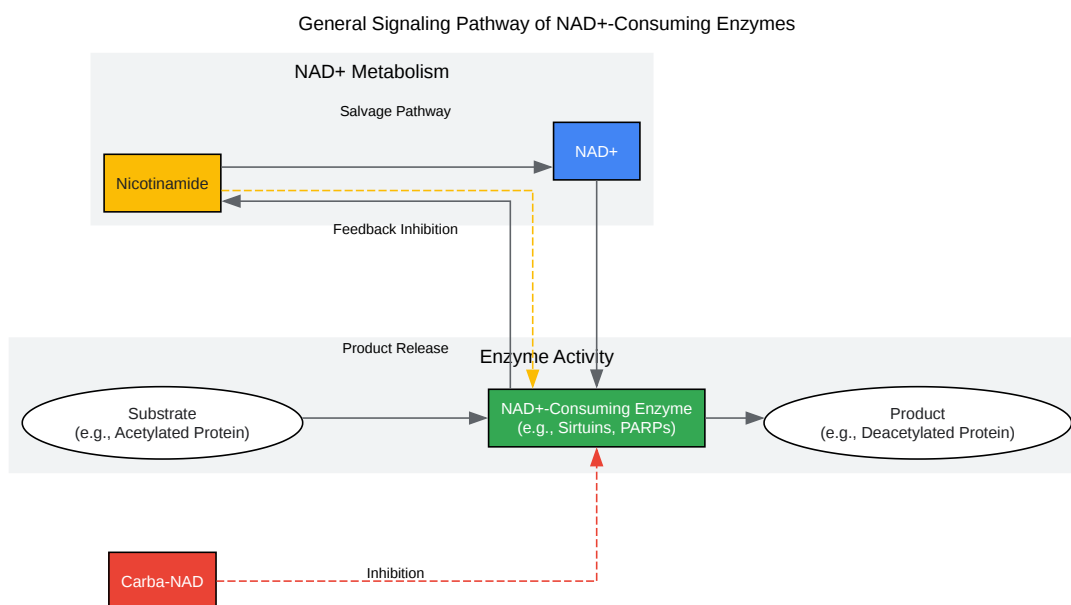 General Signaling Pathway of NAD+-Consuming Enzymes
NAD+ Metabolism
Salvage Pathway
NAD+
Nicotinamide
Feedback Inhibition
Product Release
Enzyme Activity
Substrate
(e.g., Acetylated Protein)
NAD+-Consuming Enzyme
(e.g., Sirtuins, PARPs)
Product
(e.g., Deacetylated Protein)
Inhibition
Carba-NAD